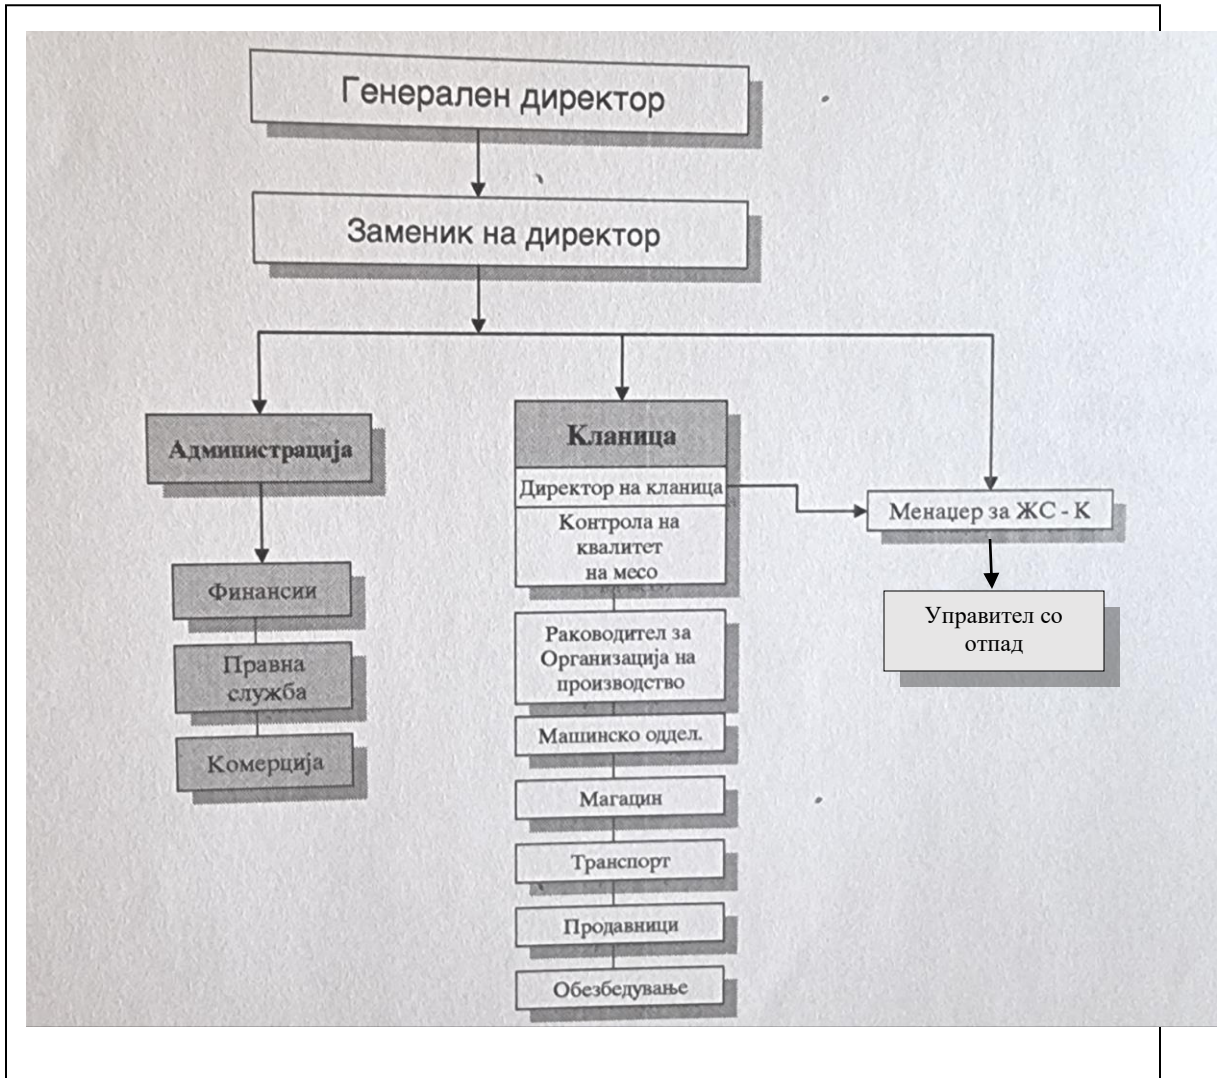 Генерален директор
Заменик на директор
Администрација
Финансии
Правна
служба
Комерција
Кланица
Директор на кланица
Контрола на
квалитет
на месо
Раководител за
Организација на
производство
Машинско оддел.
Магацин
Транспорт
Продавници
Обезбедување
Менаџер за ЖС - К
Управител со
отпад